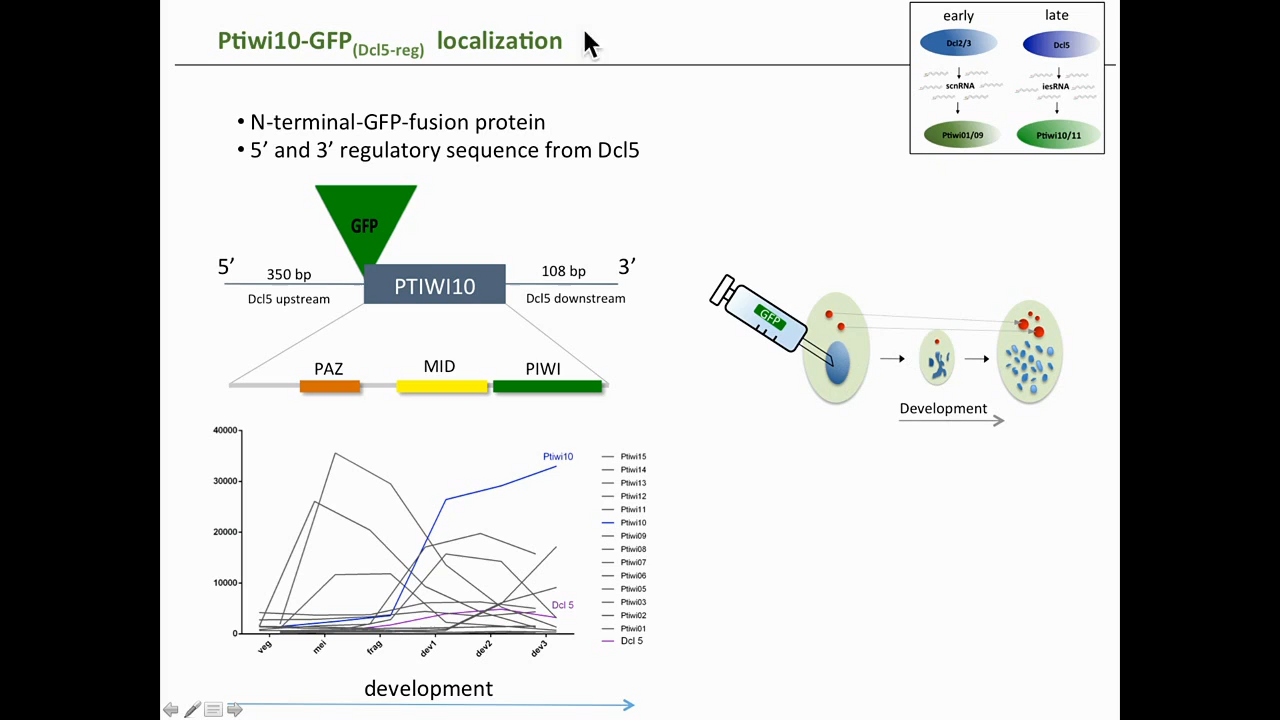 Ptiwi10-GFP(Dcl5-reg) localization
early
late
Dcl2/3
Dcl5
scnRNA
iesRNA
Ptiwi01/09
Ptiwi10/11
• N-terminal-GFP-fusion protein
• 5’ and 3’ regulatory sequence from Dcl5
GFP
5’
350 bp
PTIWI10
108 bp
3’
Dcl5 upstream
Dcl5 downstream
PAZ
MID
PIWI
GFP
Development
40000
30000
20000
10000
0
Ptiwi10
Dcl 5
veg
mei
frag
dev1
dev2
dev3
Ptiwi15
Ptiwi14
Ptiwi13
Ptiwi12
Ptiwi11
Ptiwi10
Ptiwi09
Ptiwi08
Ptiwi07
Ptiwi06
Ptiwi05
Ptiwi03
Ptiwi02
Ptiwi01
Dcl 5
development